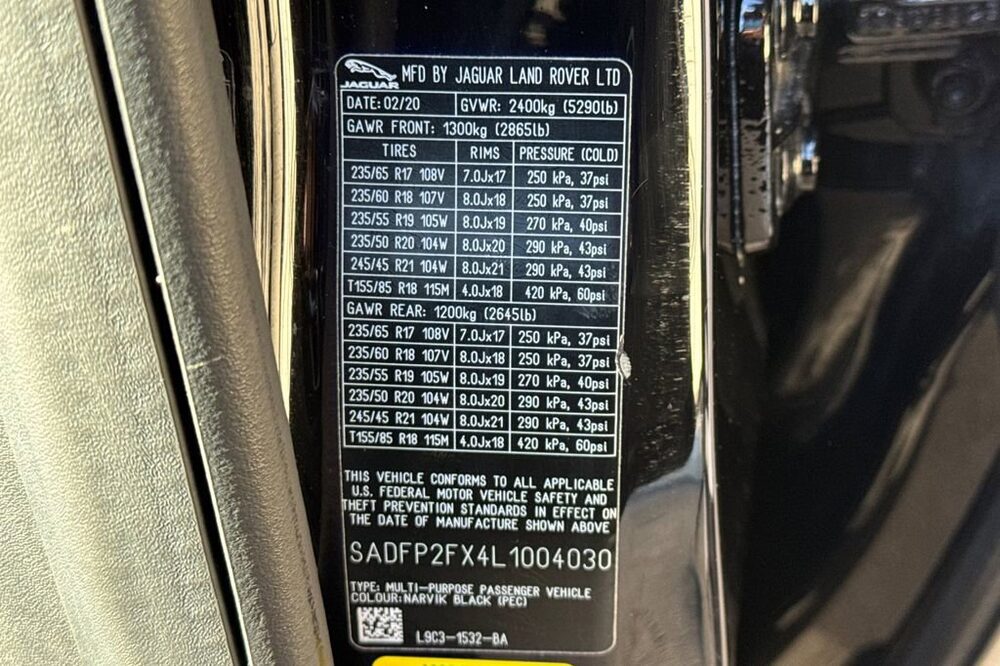 JAGUAR MFD BY JAGUAR LAND ROVER LTD
DATE: 02/20 GVWR: 2400kg (5290lb)
GAWR FRONT: 1300kg (2865lb)
TIRES RIMS PRESSURE (COLD)
235/65 R17 108V 7.0Jx17 250 kPa, 37psi
235/60 R18 107V 8.0Jx18 250 kPa, 37psi
235/55 R19 105W 8.0Jx19 270 kPa, 40psi
235/50 R20 104W 8.0Jx20 290 kPa, 43psi
245/45 R21 104W 8.0Jx21 290 kPa, 43psi
T155/85 R18 115M 4.0Jx18 420 kPa, 60psi
GAWR REAR: 1200kg (2645lb)
235/65 R17 108V 7.0Jx17 250 kPa, 37psi
235/60 R18 107V 8.0Jx18 250 kPa, 37psi
235/55 R19 105W 8.0Jx19 270 kPa, 40psi
235/50 R20 104W 8.0Jx20 290 kPa, 43psi
245/45 R21 104W 8.0Jx21 290 kPa, 43psi
T155/85 R18 115M 4.0Jx18 420 kPa, 60psi
THIS VEHICLE CONFORMS TO ALL APPLICABLE
U.S. FEDERAL MOTOR VEHICLE SAFETY AND
THEFT PREVENTION STANDARDS IN EFFECT ON
THE DATE OF MANUFACTURE SHOWN ABOVE
SADFP2FX4L1004030
TYPE: MULTI-PURPOSE PASSENGER VEHICLE
COLOUR:NARVIK BLACK (PEC)
L9C3-1532-BA